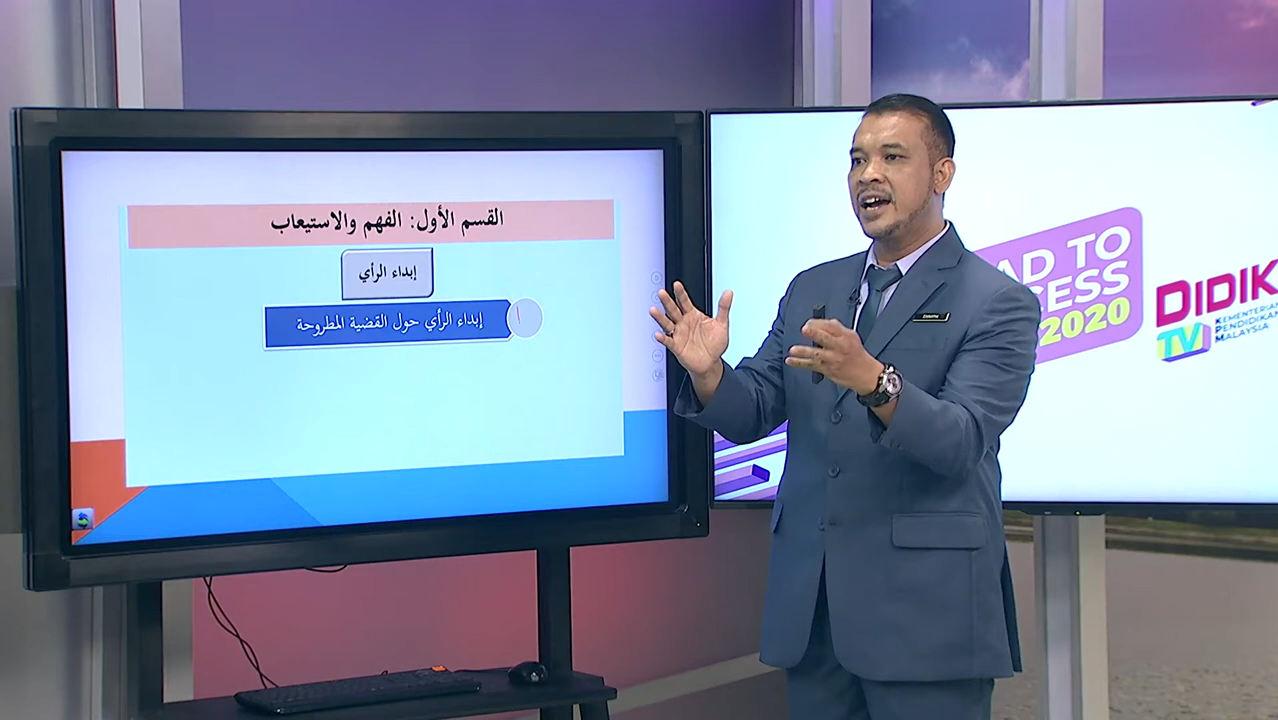 القسم الأول: الفهم والاستيعاب
إبداء الرأي
إبداء الرأي حول القضية المطروحة
١
AD TO
CESS
2020
DIDIK
TV
KEMENTERIAN
PENDIDIKAN
MALAYSIA